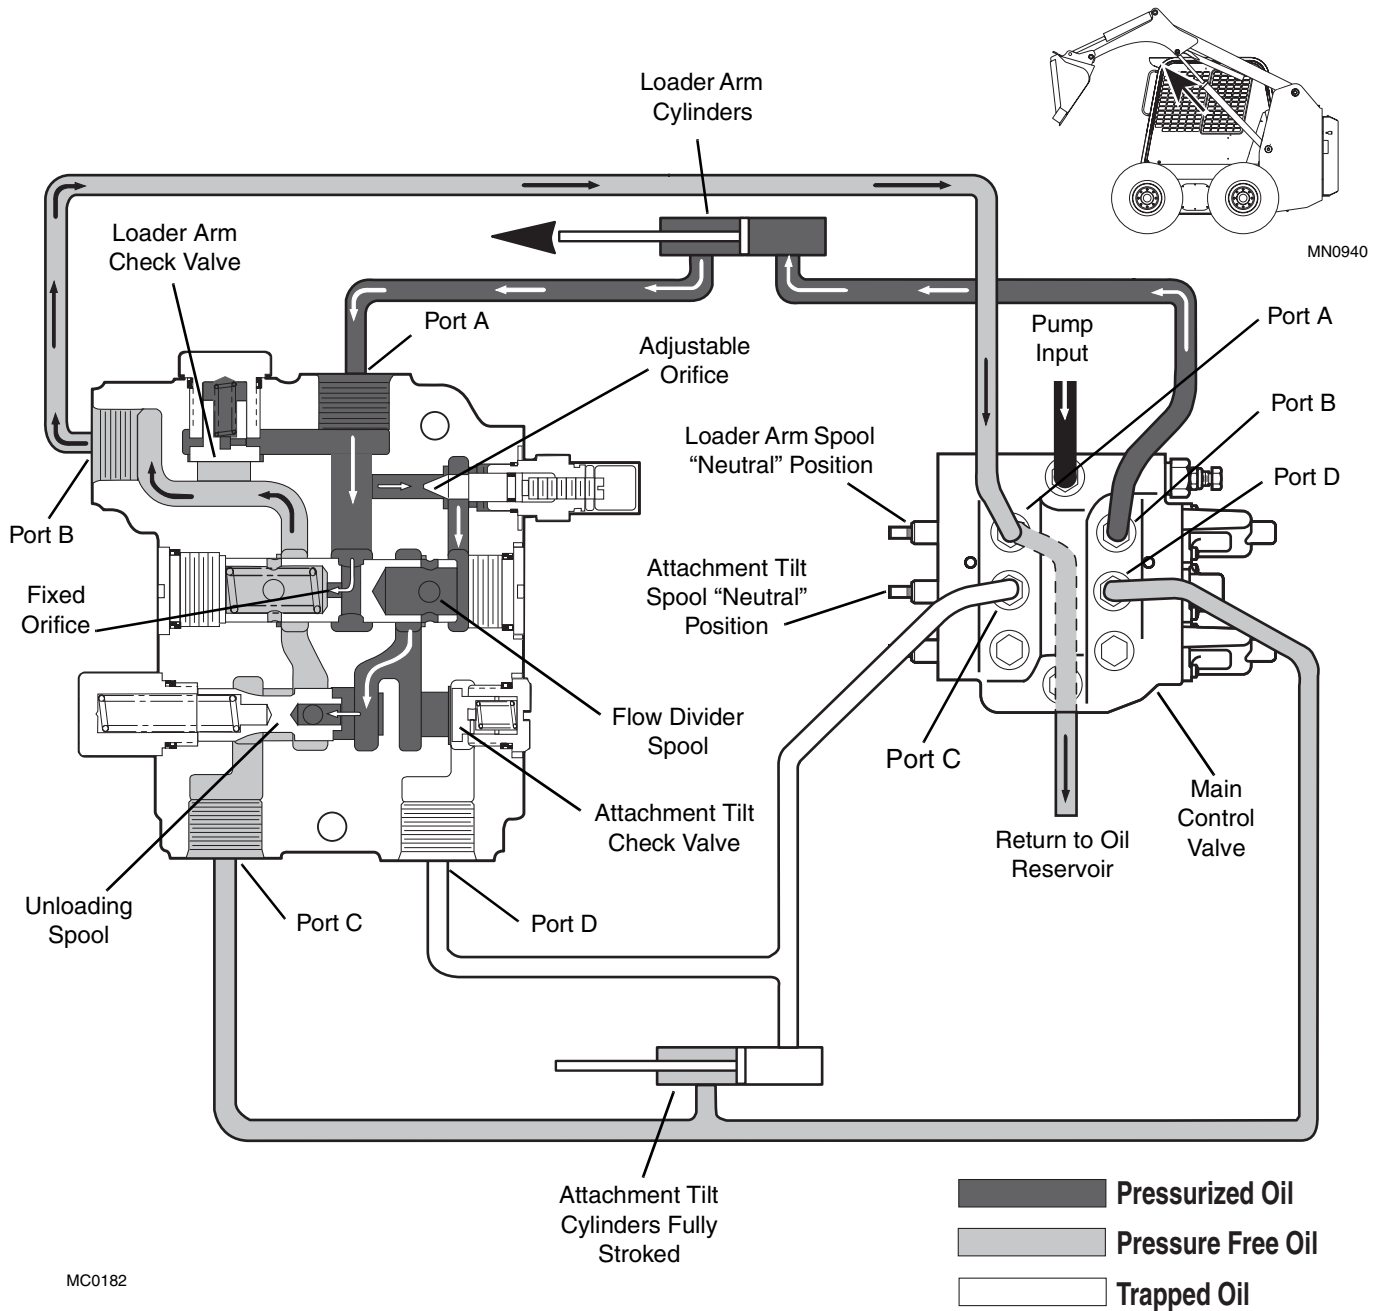 Loader Arm
Cylinders
MN0940
Loader Arm
Check Valve
Port A
Adjustable
Orifice
Pump
Input
Port A
Port B
Loader Arm Spool
“Neutral” Position
Port D
Port B
Attachment Tilt
Spool “Neutral”
Position
Fixed
Orifice
Flow Divider
Spool
Port C
Attachment Tilt
Check Valve
Main
Control
Valve
Return to Oil
Reservoir
Unloading
Spool
Port C
Port D
Attachment Tilt
Cylinders Fully
Stroked
Pressurized Oil
Pressure Free Oil
Trapped Oil
MC0182